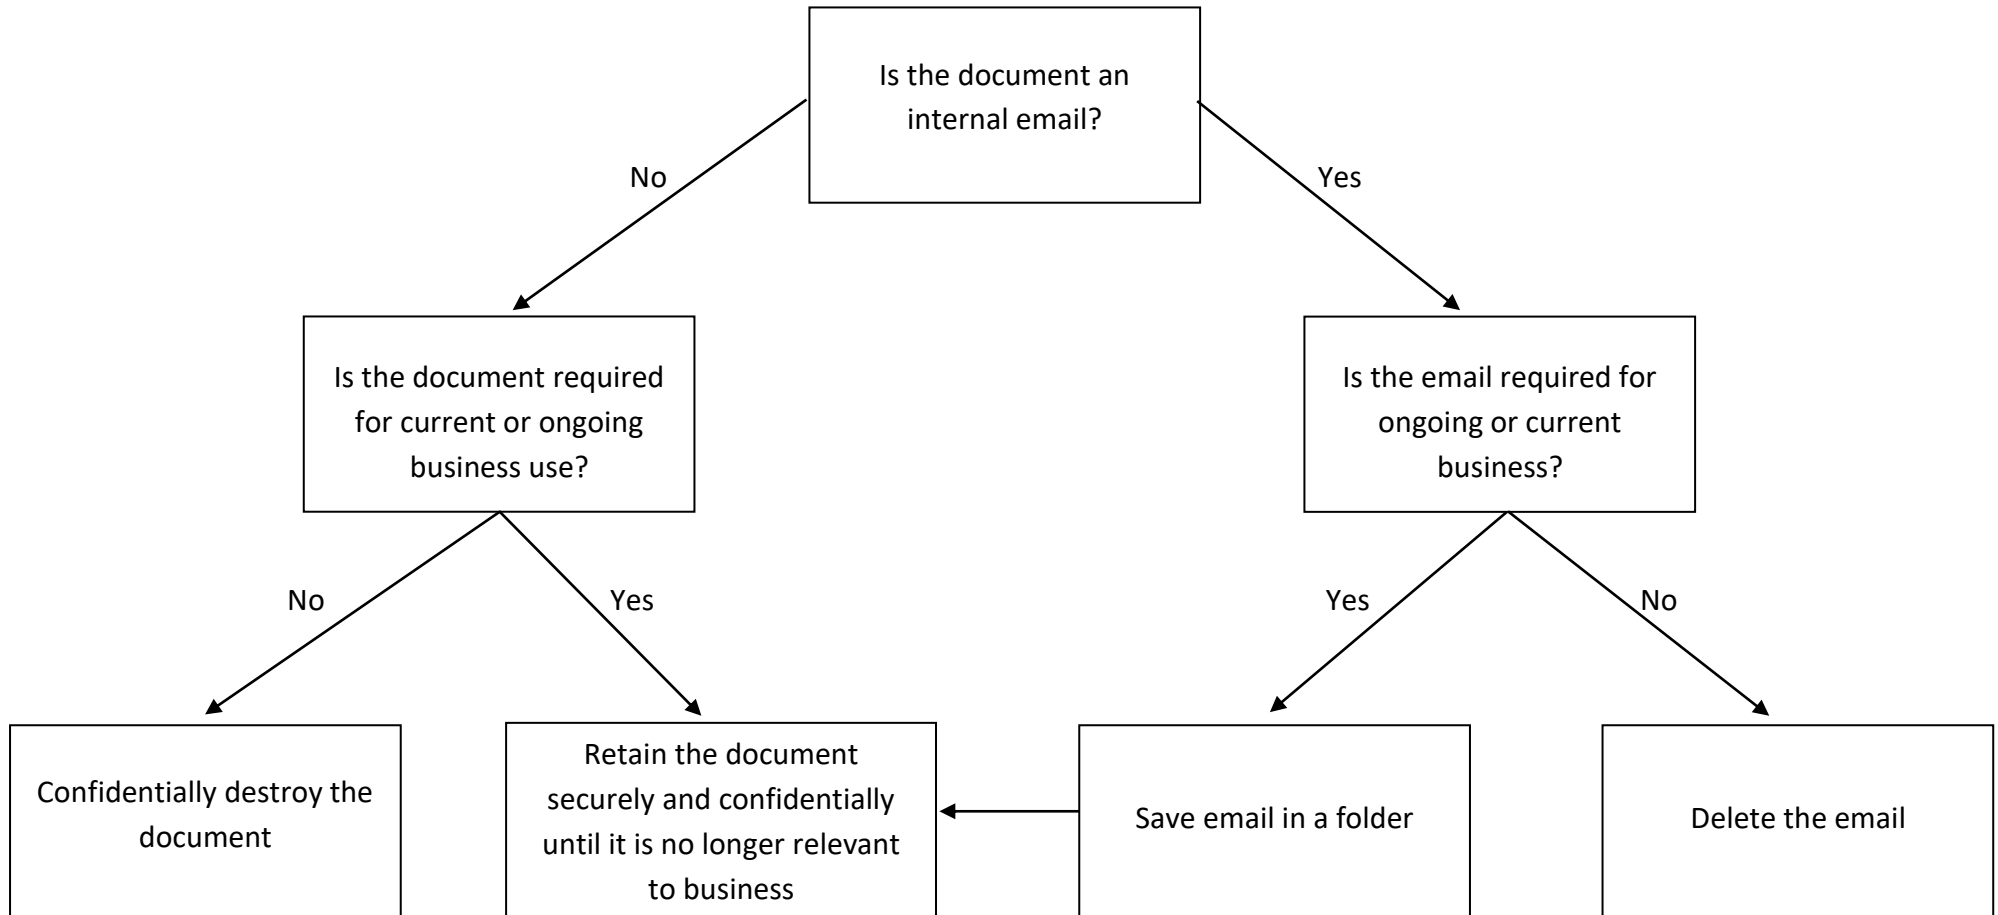 Is the document an
internal email?
No
Yes
Is the document required
for current or ongoing
business use?
Is the email required for
ongoing or current
business?
No
Yes
Yes
No
Confidentially destroy the
document
Retain the document
securely and confidentially
until it is no longer relevant
to business
Save email in a folder
Delete the email